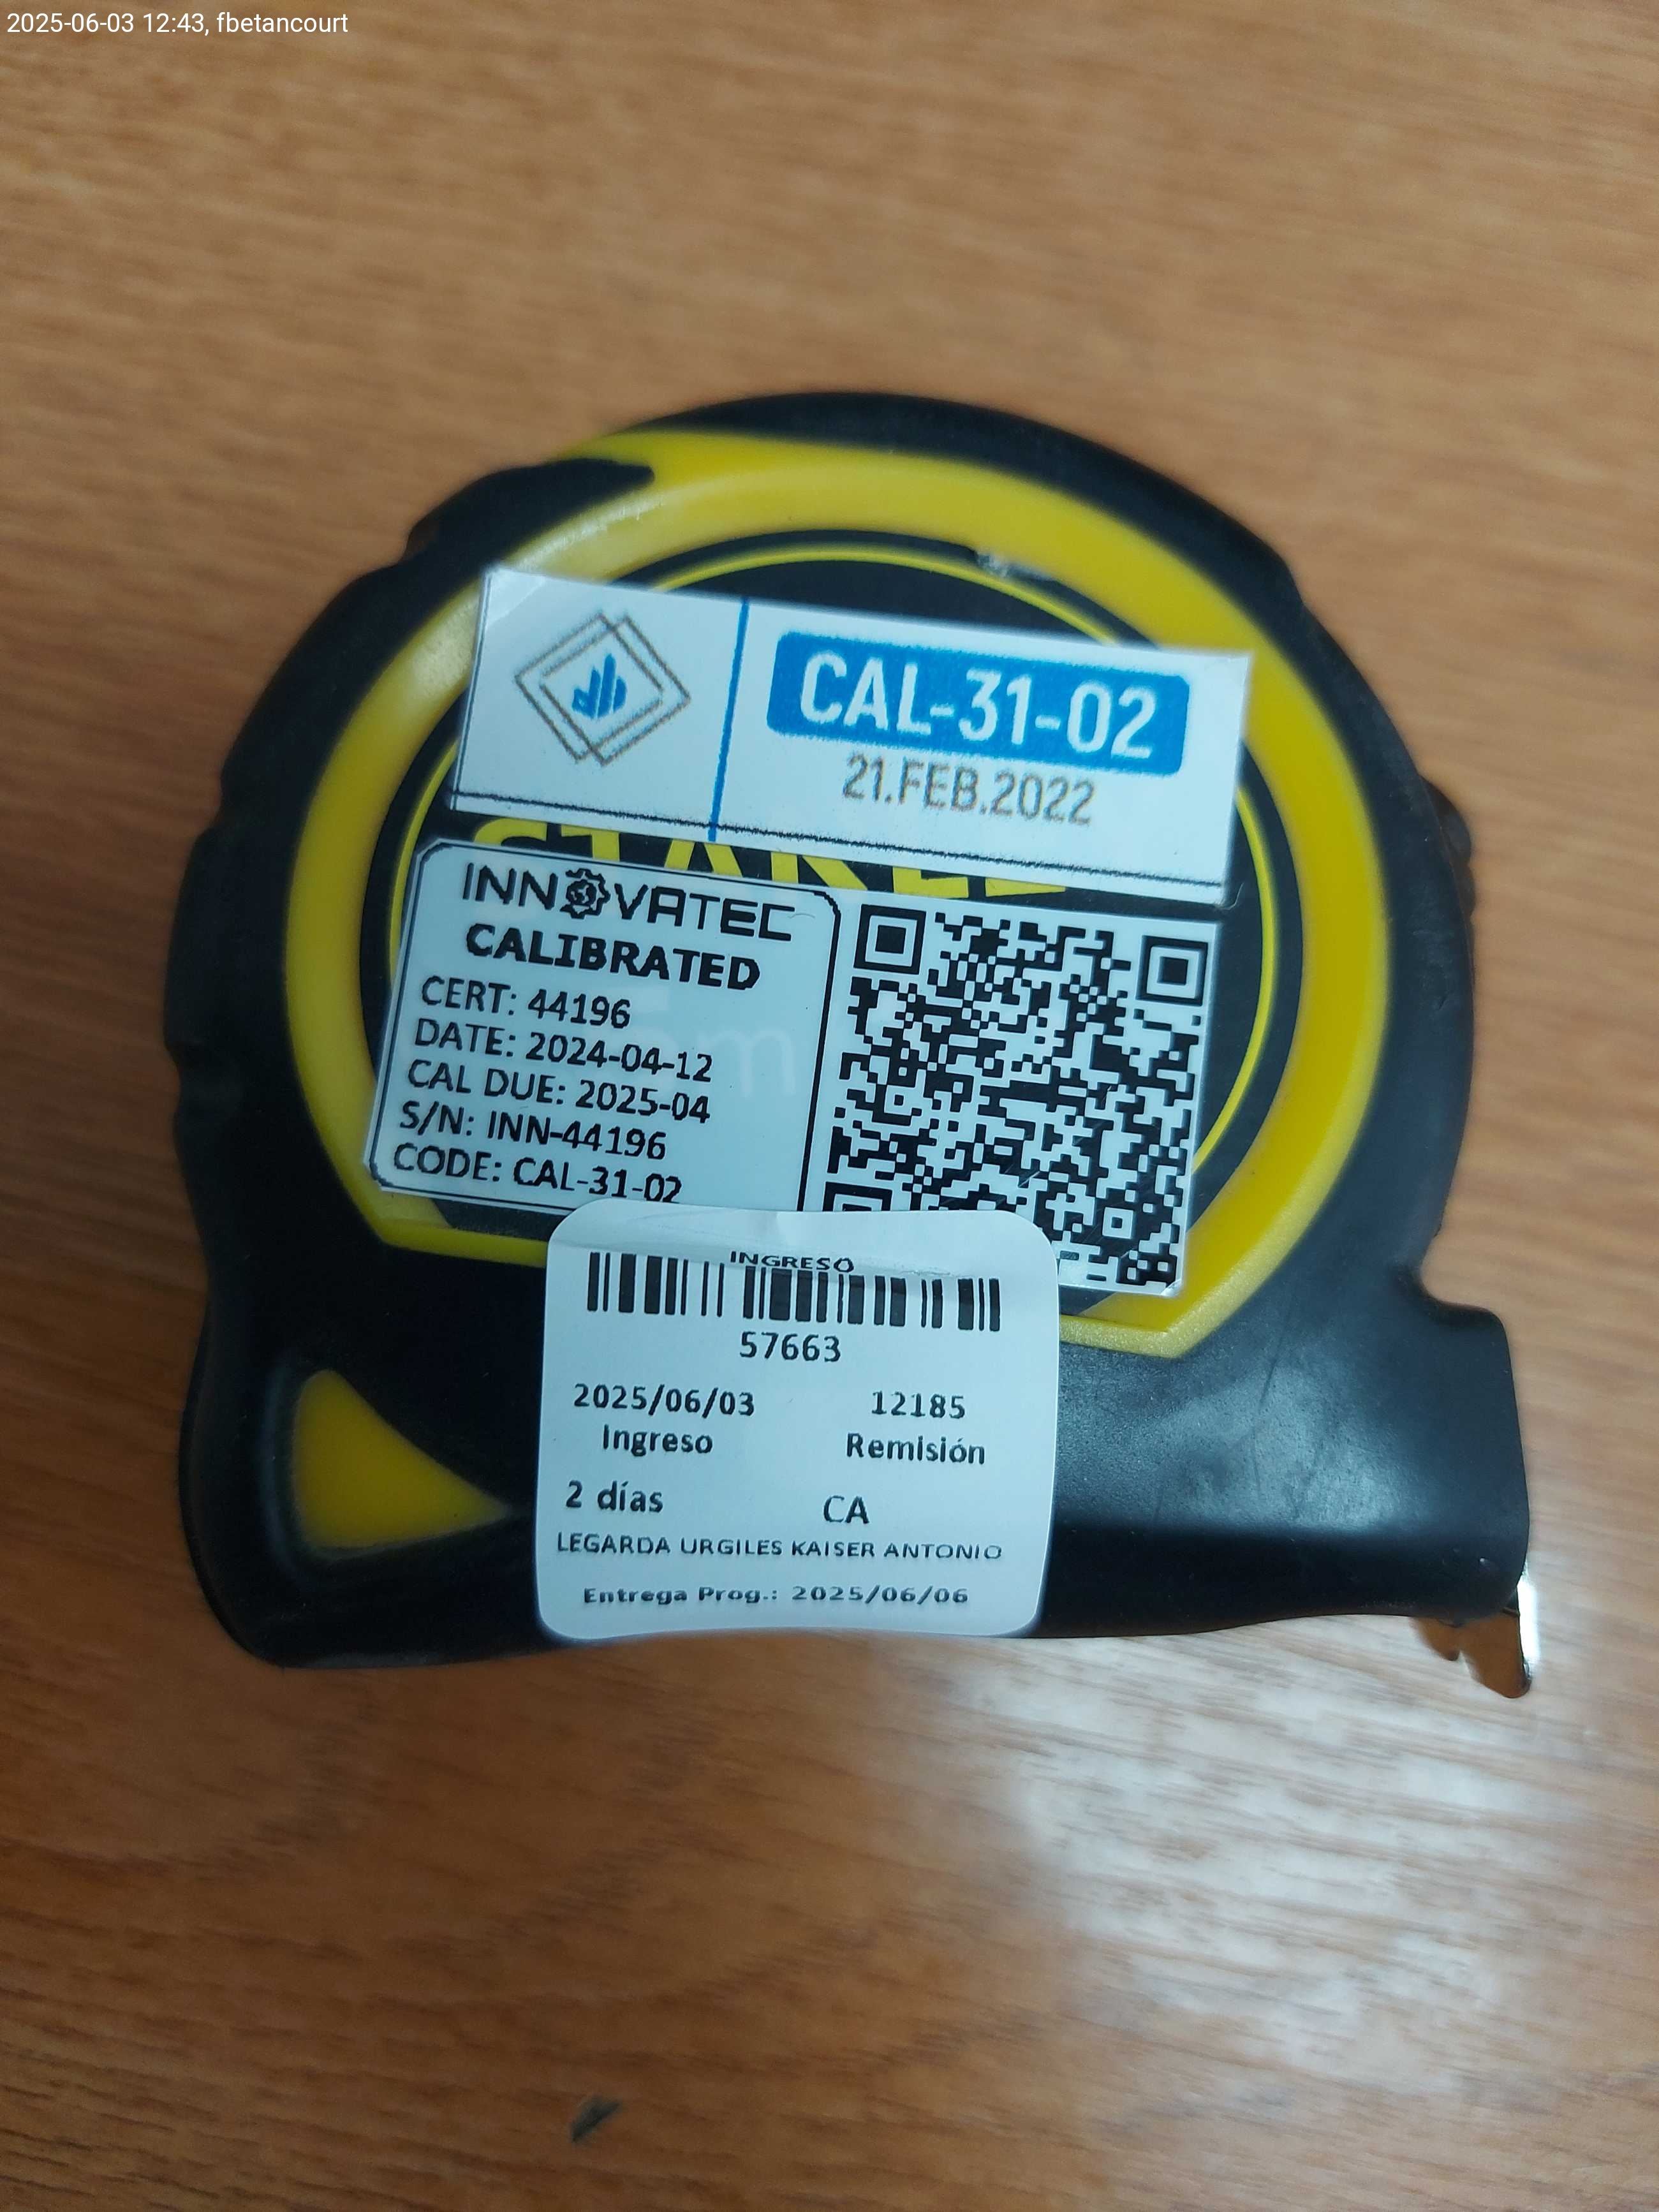 2025-06-03 12:43, fbetancourt
CAL-31-02
21.FEB.2022
INNOVATEC
CALIBRATED
CERT: 44196
DATE: 2024-04-12
CAL DUE: 2025-04
S/N: INN-44196
CODE: CAL-31-02
INGRESO
57663
2025/06/03 12185
Ingreso Remisión
2 días CA
LEGARDA URGILES KAISER ANTONIO
Entrega Prog.: 2025/06/06